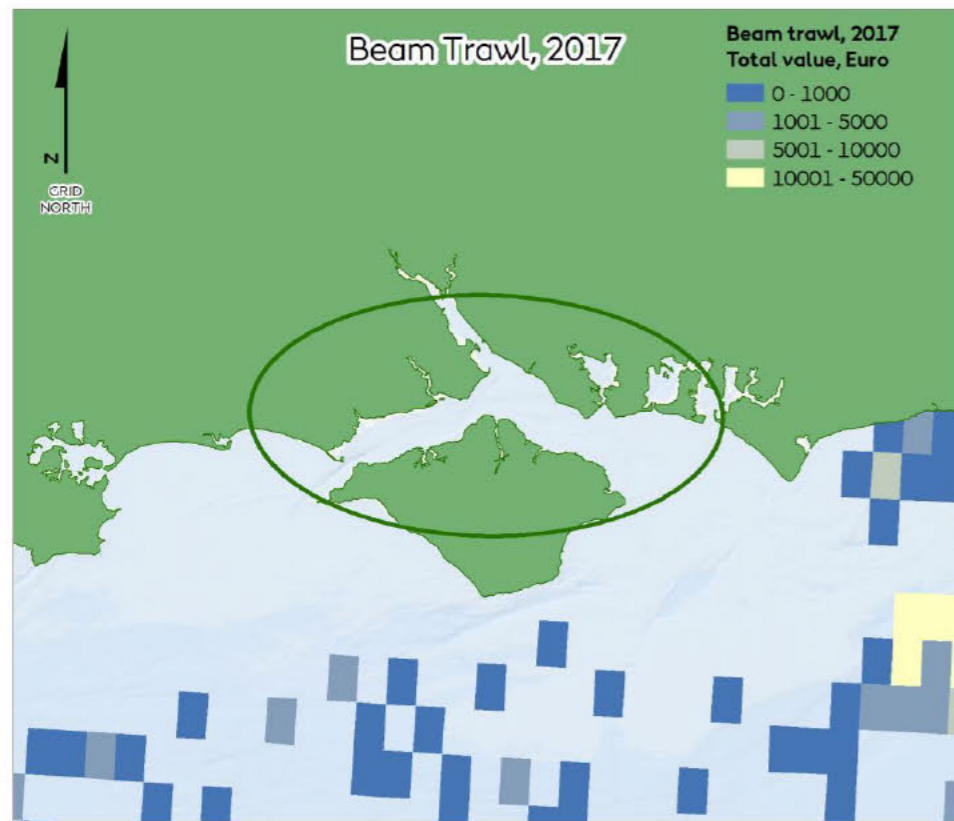 Beam Trawl, 2017
N
GRID
NORTH
Beam trawl, 2017
Total value, Euro
0 - 1000
1001 - 5000
5001 - 10000
10001 - 50000